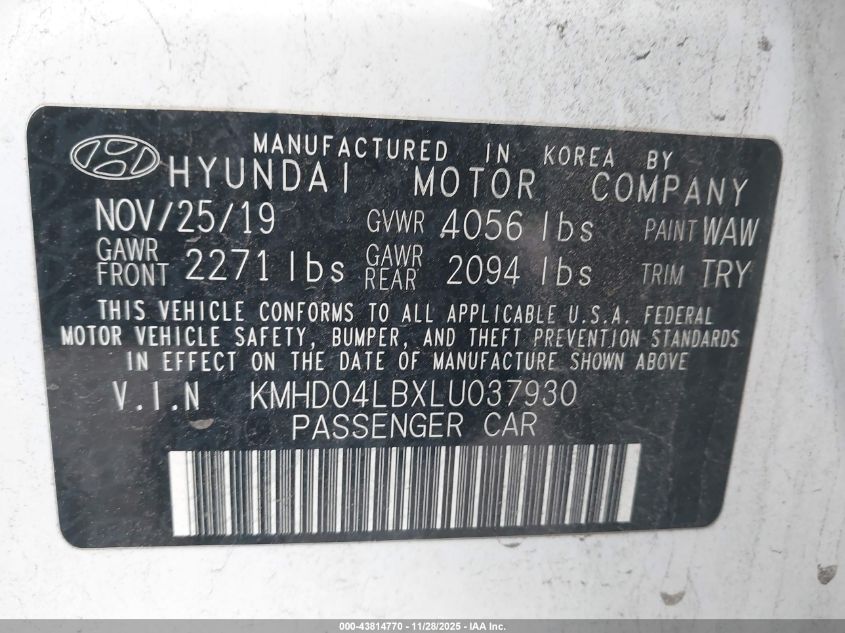 MANUFACTURED IN KOREA BY
HYUNDAI MOTOR COMPANY
NOV/25/19 GVWR 4056 lbs PAINT WAW
GAWR FRONT 2271 lbs GAWR REAR 2094 lbs TRIM TRY
THIS VEHICLE CONFORMS TO ALL APPLICABLE U.S.A. FEDERAL
MOTOR VEHICLE SAFETY, BUMPER, AND THEFT PREVENTION STANDARDS
IN EFFECT ON THE DATE OF MANUFACTURE SHOWN ABOVE
V.I.N KMHD04LBXLU037930
PASSENGER CAR
000-43814770 - 11/28/2025 - IAA Inc.